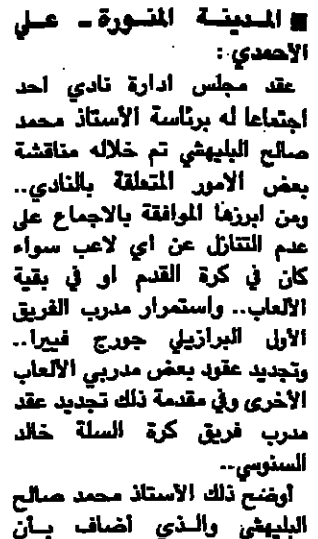 ■ المدينة المنورة ـ علي
الأحمدي :
عقد مجلس ادارة نادي احد
اجتماعا له برئاسة الأستاذ محمد
صالح البليهشي تم خلاله مناقشة
بعض الامور المتعلقة بالنادي..
ومن ابرزها الموافقة بالاجماع على
عدم التنازل عن اي لاعب سواء
كان في كرة القدم او في بقية
الألعاب.. واستمرار مدرب الفريق
الأول البرازيلي جورج فييرا..
وتجديد عقود بعض مدربي الألعاب
الأخرى وفي مقدمة ذلك تجديد عقد
مدرب فريق كرة السلة خالد
السنوسي..
أوضح ذلك الأستاذ محمد صالح
البليهشي والذي أضاف بأن